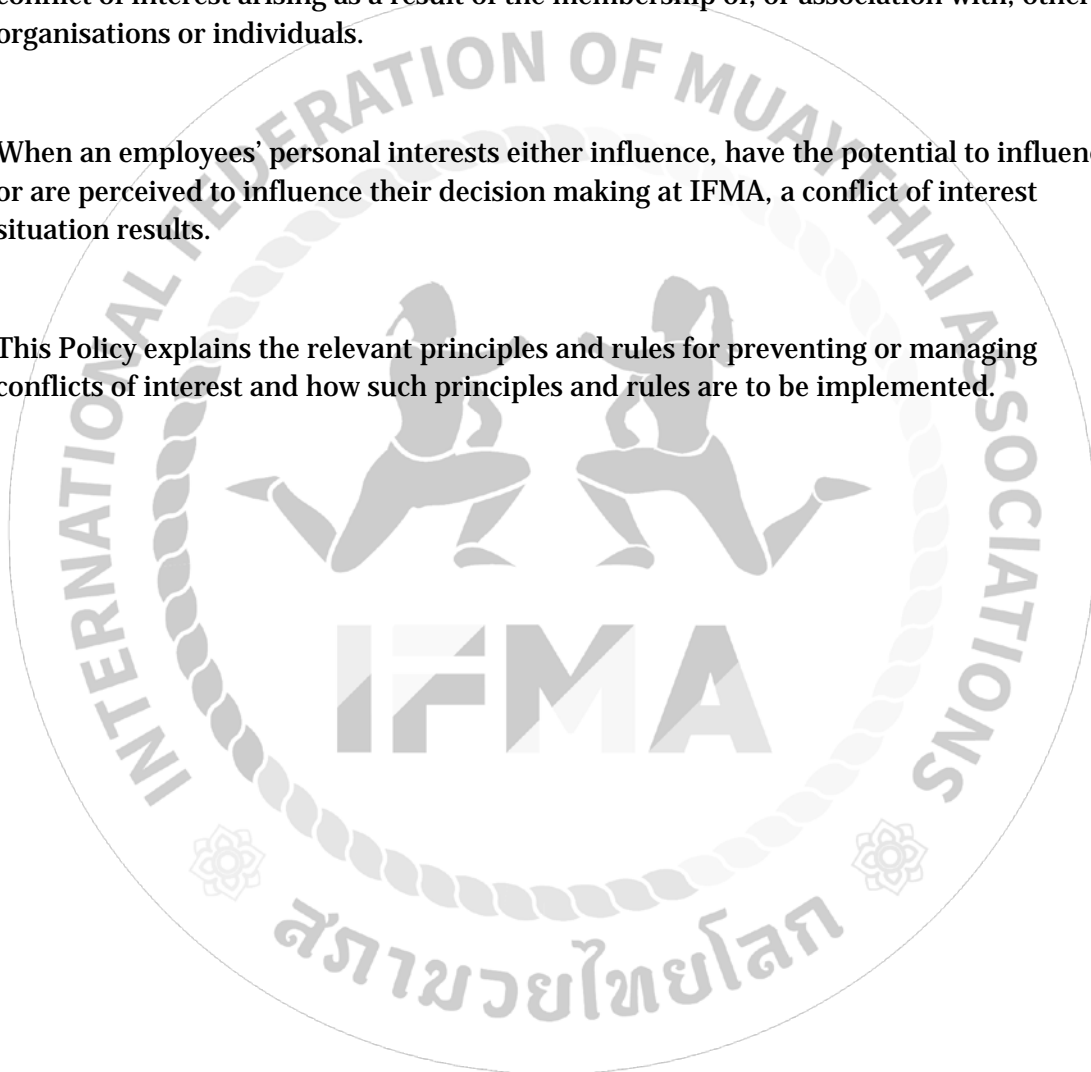 conflict of interest arising as a result of the membership of, or association with, other
organisations or individuals.
When an employees’ personal interests either influence, have the potential to influenc
or are perceived to influence their decision making at IFMA, a conflict of interest
situation results.
This Policy explains the relevant principles and rules for preventing or managing
conflicts of interest and how such principles and rules are to be implemented.
INTERNATIONAL FEDERATION OF MUAYTHAI ASSOCIATIONS
IFMA
สภามวยไทยโลก